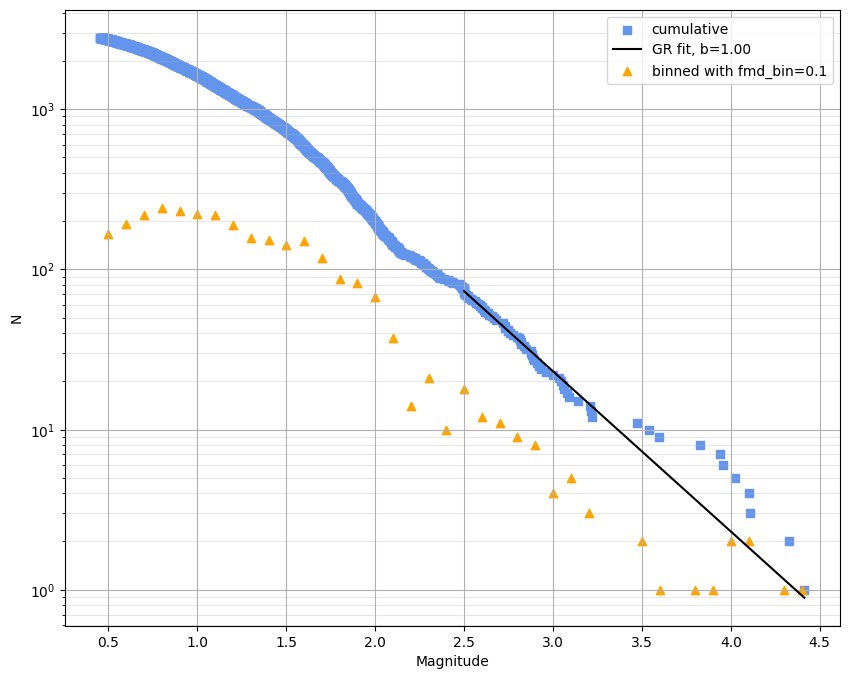 cumulative
GR fit, b=1.00
binned with fmd_bin=0.1
N
10³
10²
10¹
10⁰
0.5 1.0 1.5 2.0 2.5 3.0 3.5 4.0 4.5
Magnitude